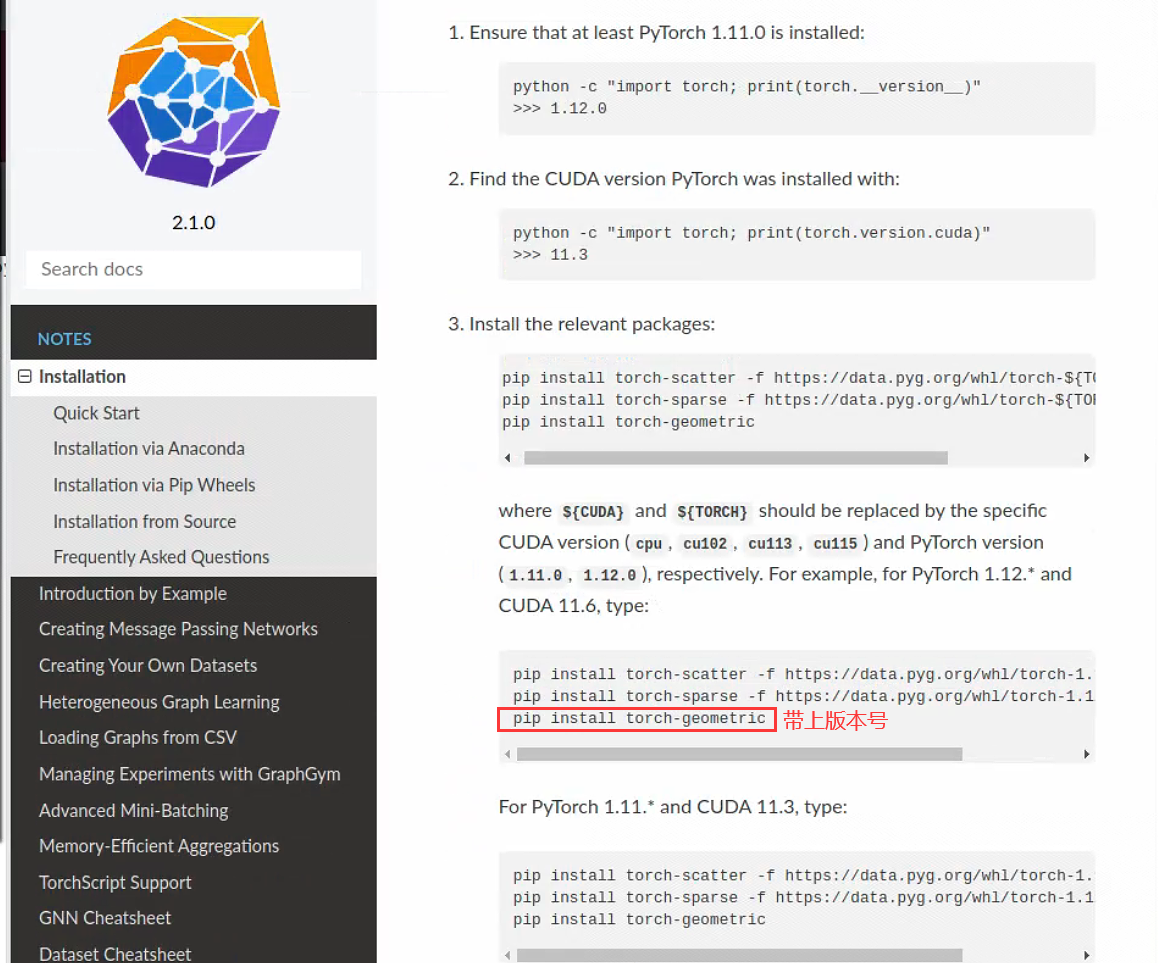 2.1.0
Search docs
NOTES
Installation
Quick Start
Installation via Anaconda
Installation via Pip Wheels
Installation from Source
Frequently Asked Questions
Introduction by Example
Creating Message Passing Networks
Creating Your Own Datasets
Heterogeneous Graph Learning
Loading Graphs from CSV
Managing Experiments with GraphGym
Advanced Mini-Batching
Memory-Efficient Aggregations
TorchScript Support
GNN Cheatsheet
Dataset Cheatsheet
1. Ensure that at least PyTorch 1.11.0 is installed:
python -c "import torch; print(torch.__version__)"
>>> 1.12.0
2. Find the CUDA version PyTorch was installed with:
python -c "import torch; print(torch.version.cuda)"
>>> 11.3
3. Install the relevant packages:
pip install torch-scatter -f https://data.pyg.org/whl/torch-${TO
pip install torch-sparse -f https://data.pyg.org/whl/torch-${TOR
pip install torch-geometric
where ${CUDA} and ${TORCH} should be replaced by the specific
CUDA version (cpu, cu102, cu113, cu115) and PyTorch version
(1.11.0, 1.12.0), respectively. For example, for PyTorch 1.12.* and
CUDA 11.6, type:
pip install torch-scatter -f https://data.pyg.org/whl/torch-1.
pip install torch-sparse -f https://data.pyg.org/whl/torch-1.1
pip install torch-geometric 带上版本号
For PyTorch 1.11.* and CUDA 11.3, type:
pip install torch-scatter -f https://data.pyg.org/whl/torch-1.
pip install torch-sparse -f https://data.pyg.org/whl/torch-1.1
pip install torch-geometric